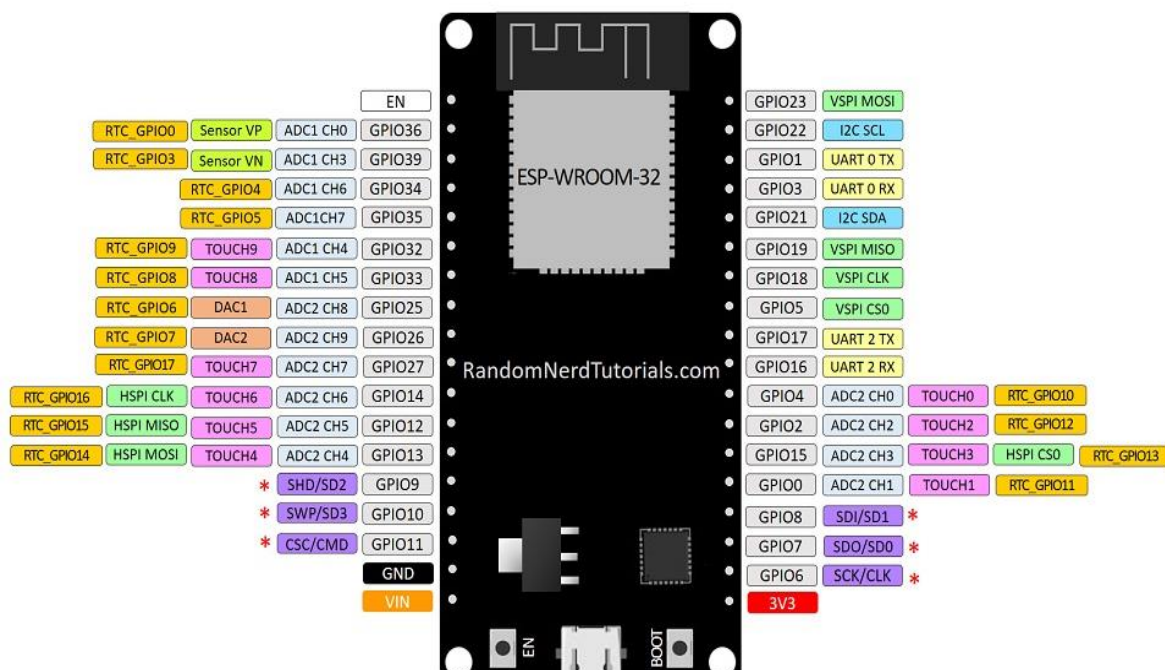 EN
RTC_GPIO0 Sensor VP ADC1 CH0 GPIO36
RTC_GPIO3 Sensor VN ADC1 CH3 GPIO39
RTC_GPIO4 ADC1 CH6 GPIO34
RTC_GPIO5 ADC1CH7 GPIO35
RTC_GPIO9 TOUCH9 ADC1 CH4 GPIO32
RTC_GPIO8 TOUCH8 ADC1 CH5 GPIO33
RTC_GPIO6 DAC1 ADC2 CH8 GPIO25
RTC_GPIO7 DAC2 ADC2 CH9 GPIO26
RTC_GPIO17 TOUCH7 ADC2 CH7 GPIO27
RTC_GPIO16 HSPI CLK TOUCH6 ADC2 CH6 GPIO14
RTC_GPIO15 HSPI MISO TOUCH5 ADC2 CH5 GPIO12
RTC_GPIO14 HSPI MOSI TOUCH4 ADC2 CH4 GPIO13
* SHD/SD2 GPIO9
* SWP/SD3 GPIO10
* CSC/CMD GPIO11
GND
VIN
ESP-WROOM-32
RandomNerdTutorials.com
EN
BOOT
GPIO23 VSPI MOSI
GPIO22 I2C SCL
GPIO1 UART 0 TX
GPIO3 UART 0 RX
GPIO21 I2C SDA
GPIO19 VSPI MISO
GPIO18 VSPI CLK
GPIO5 VSPI CS0
GPIO17 UART 2 TX
GPIO16 UART 2 RX
GPIO4 ADC2 CH0 TOUCH0 RTC_GPIO10
GPIO2 ADC2 CH2 TOUCH2 RTC_GPIO12
GPIO15 ADC2 CH3 TOUCH3 HSPI CS0 RTC_GPIO13
GPIO0 ADC2 CH1 TOUCH1 RTC_GPIO11
GPIO8 SDI/SD1 *
GPIO7 SDO/SD0 *
GPIO6 SCK/CLK *
3V3